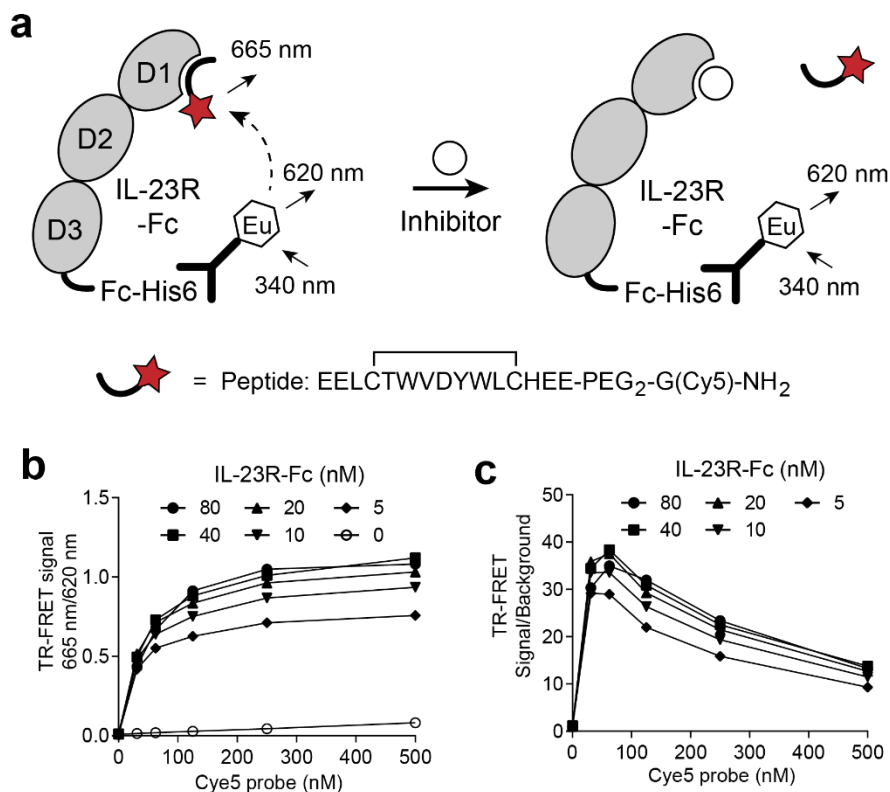 a
665 nm
D1
D2
D3
IL-23R
-Fc
620 nm
Eu
340 nm
Fc-His6
Inhibitor
IL-23R
-Fc
620 nm
Eu
340 nm
Fc-His6
= Peptide: EELCTWVDYWLCHEE-PEG2-G(Cy5)-NH2
b
IL-23R-Fc (nM)
80 20 5
40 10 0
TR-FRET signal
665 nm/620 nm
1.5
1.0
0.5
0.0
0 100 200 300 400 500
Cye5 probe (nM)
c
IL-23R-Fc (nM)
80 20 5
40 10
TR-FRET
Signal/Background
50
40
30
20
10
0
0 100 200 300 400 500
Cye5 probe (nM)